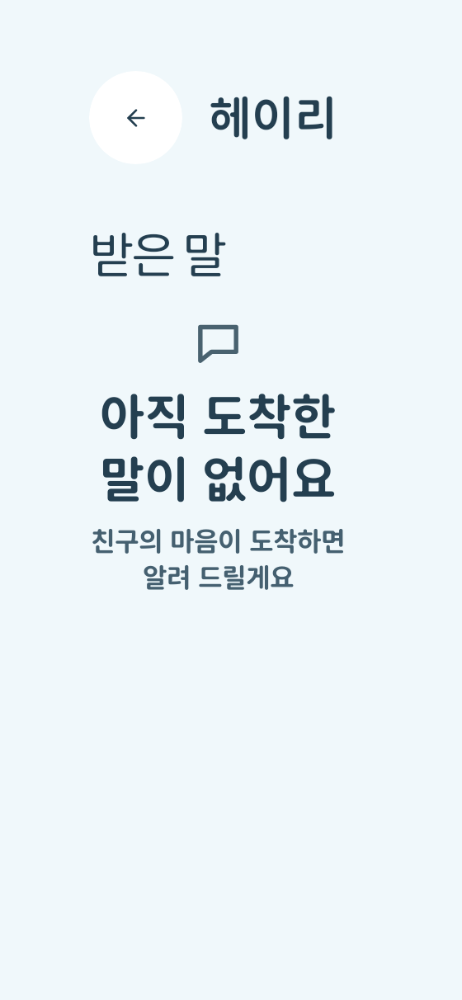 헤이리
받은 말
아직 도착한
말이 없어요
친구의 마음이 도착하면
알려 드릴게요